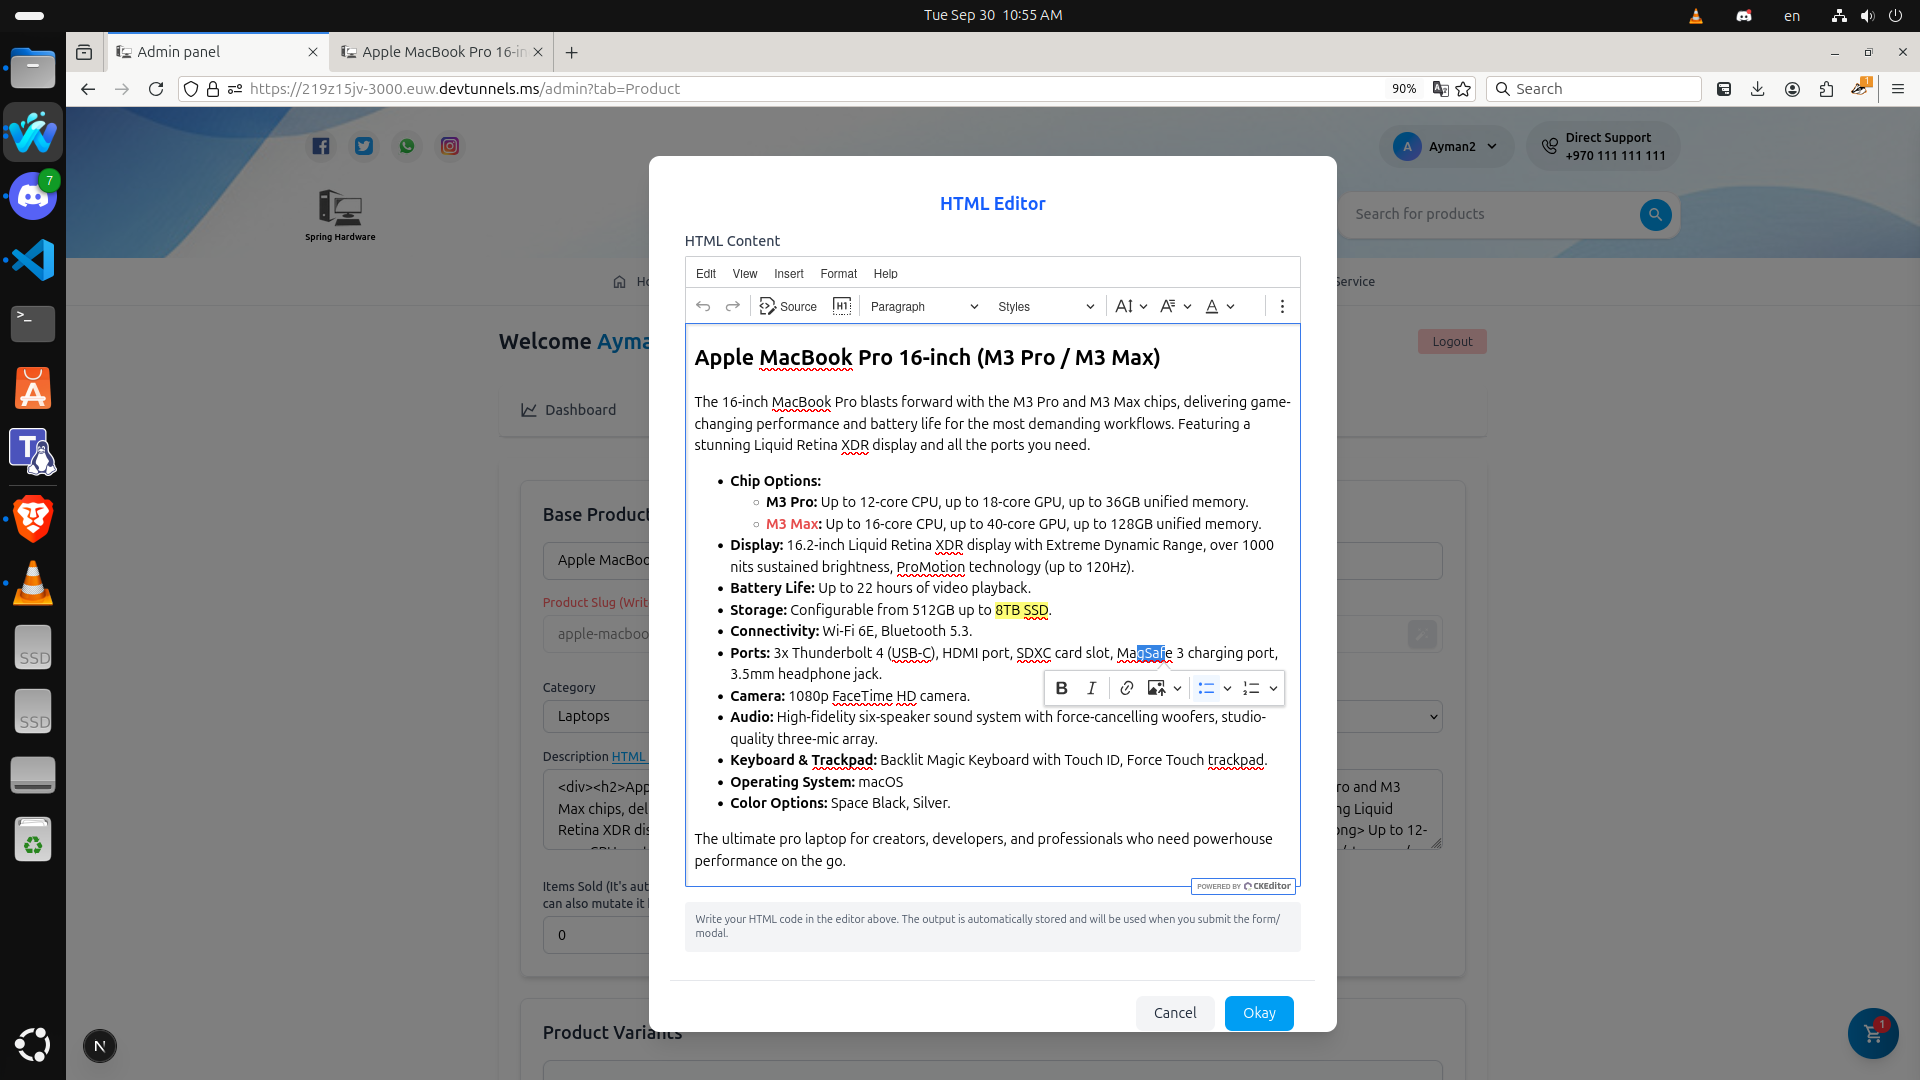 Tue Sep 30 10:55 AM
en
Admin panel
Apple MacBook Pro 16-in
https://219z15jv-3000.euw.devtunnels.ms/admin?tab=Product
90%
Search
1
7
A
Ayman2
Direct Support
+970 111 111 111
Spring Hardware
Search for products
Ho
Service
Welcome Ayma
Logout
Dashboard
Base Product
Apple MacBoo
Product Slug (Writ
apple-macboo
Category
Laptops
Description HTML
<div><h2>App
ro and M3
Max chips, del
ng Liquid
Retina XDR dis
ong> Up to 12-
Items Sold (It's aut
can also mutate it
0
Product Variants
HTML Editor
HTML Content
Edit View Insert Format Help
Source H1 Paragraph Styles
Apple MacBook Pro 16-inch (M3 Pro / M3 Max)
The 16-inch MacBook Pro blasts forward with the M3 Pro and M3 Max chips, delivering game-
changing performance and battery life for the most demanding workflows. Featuring a
stunning Liquid Retina XDR display and all the ports you need.
Chip Options:
M3 Pro: Up to 12-core CPU, up to 18-core GPU, up to 36GB unified memory.
M3 Max: Up to 16-core CPU, up to 40-core GPU, up to 128GB unified memory.
Display: 16.2-inch Liquid Retina XDR display with Extreme Dynamic Range, over 1000
nits sustained brightness, ProMotion technology (up to 120Hz).
Battery Life: Up to 22 hours of video playback.
Storage: Configurable from 512GB up to 8TB SSD.
Connectivity: Wi-Fi 6E, Bluetooth 5.3.
Ports: 3x Thunderbolt 4 (USB-C), HDMI port, SDXC card slot, MagSafe 3 charging port,
3.5mm headphone jack.
B I
Camera: 1080p FaceTime HD camera.
Audio: High-fidelity six-speaker sound system with force-cancelling woofers, studio-
quality three-mic array.
Keyboard & Trackpad: Backlit Magic Keyboard with Touch ID, Force Touch trackpad.
Operating System: macOS
Color Options: Space Black, Silver.
The ultimate pro laptop for creators, developers, and professionals who need powerhouse
performance on the go.
POWERED BY CKEditor
Write your HTML code in the editor above. The output is automatically stored and will be used when you submit the form/
modal.
Cancel
Okay
SSD
SSD
N
1